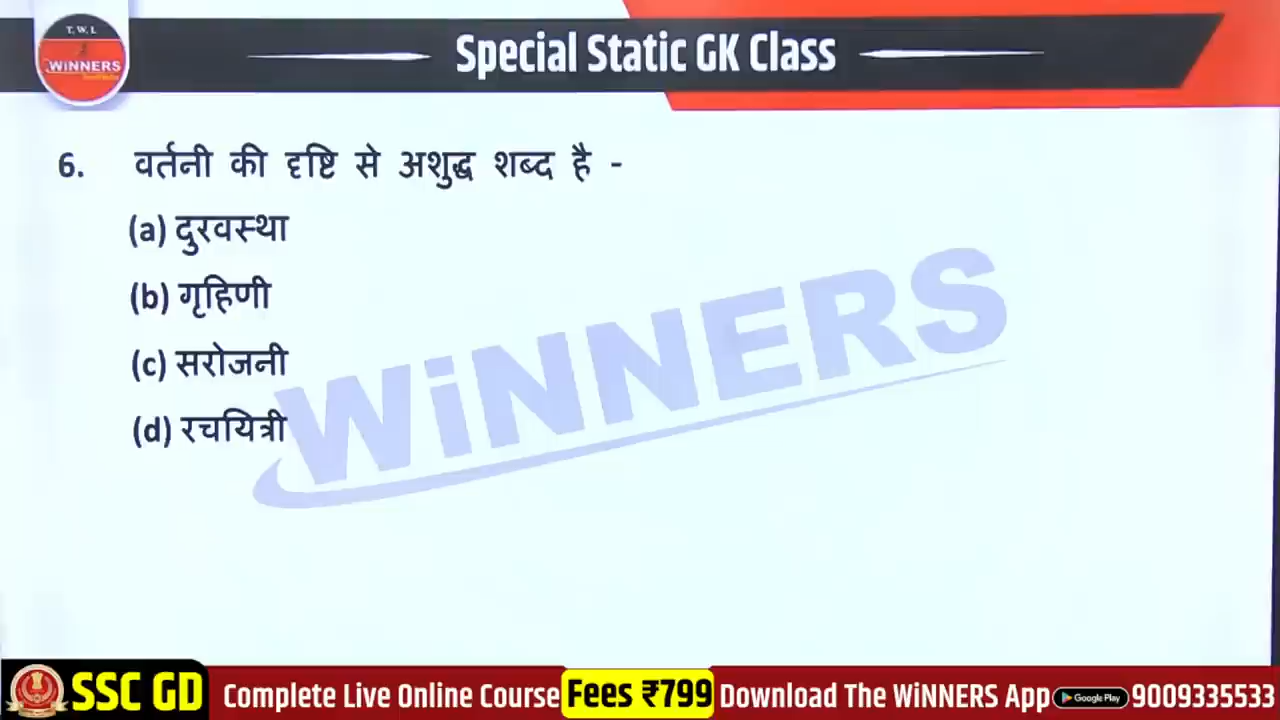 T. W. I.
WiNNERS
Special Static GK Class
6. वर्तनी की दृष्टि से अशुद्ध शब्द है -
(a) दुरवस्था
(b) गृहिणी
(c) सरोजनी
(d) रचयित्री
WiNNERS
SSC GD Complete Live Online Course Fees ₹799 Download The WiNNERS App Google Play 9009335533